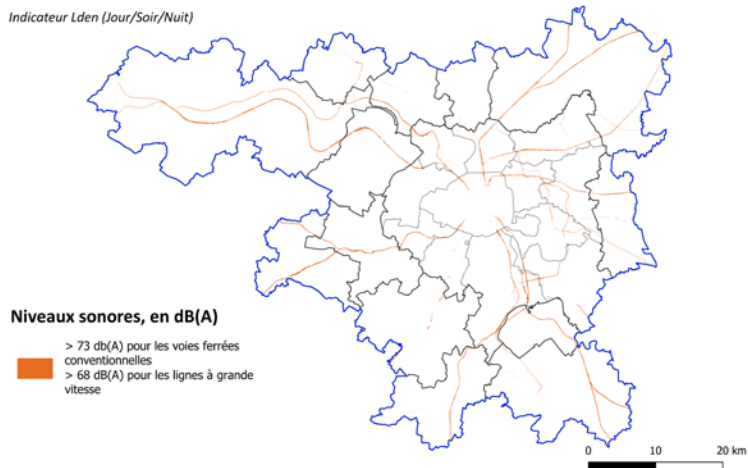 Indicateur Lden (Jour/Soir/Nuit)
Niveaux sonores, en dB(A)
> 73 db(A) pour les voies ferrées
conventionnelles
> 68 dB(A) pour les lignes à grande
vitesse
0 10 20 km